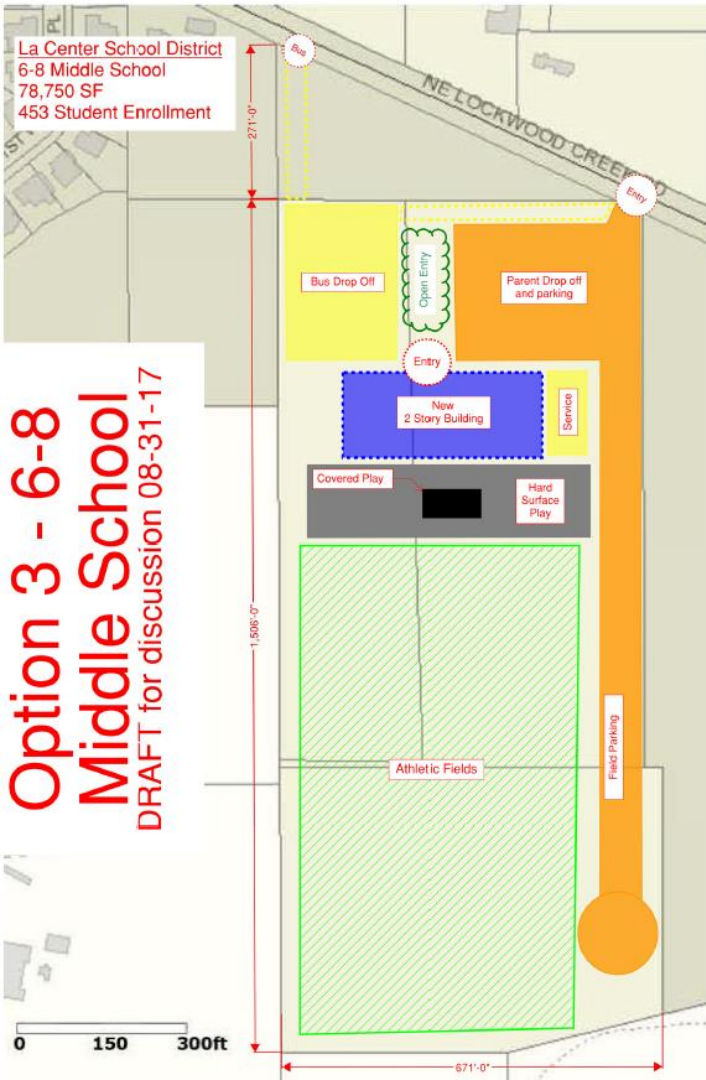 La Center School District
6-8 Middle School
78,750 SF
453 Student Enrollment
PL
Bus
NE LOCKWOOD CREEK RD
271'-0"
Entry
Bus Drop Off
Open Entry
Parent Drop off
and parking
Entry
New
2 Story Building
Service
Covered Play
Hard
Surface
Play
Option 3 - 6-8
Middle School
DRAFT for discussion 08-31-17
1,506'-0"
Athletic Fields
Field Parking
0 150 300ft
671'-0"